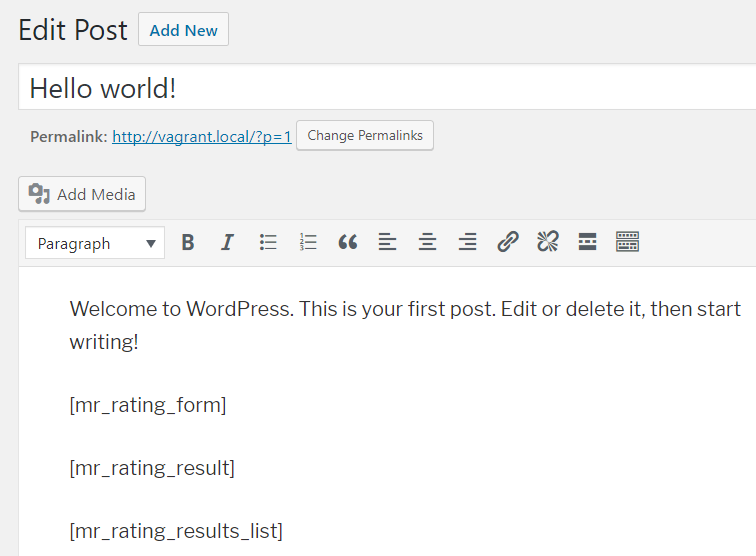 Edit Post Add New
Hello world!
Permalink: http://vagrant.local/?p=1 Change Permalinks
Add Media
Paragraph
Welcome to WordPress. This is your first post. Edit or delete it, then start
writing!
[mr_rating_form]
[mr_rating_result]
[mr_rating_results_list]